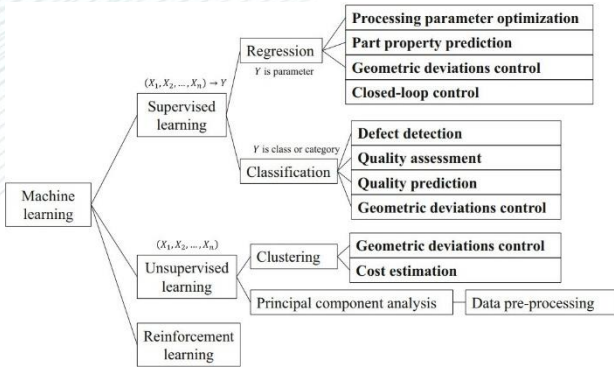 Processing parameter optimization
Regression
Part property prediction
Y is parameter
Geometric deviations control
(X₁, X₂, ..., Xₙ) → Y
Closed-loop control
Supervised
learning
Y is class or category
Defect detection
Classification
Quality assessment
Quality prediction
Geometric deviations control
Machine
learning
(X₁, X₂, ..., Xₙ)
Unsupervised
learning
Clustering
Geometric deviations control
Cost estimation
Principal component analysis
Data pre-processing
Reinforcement
learning